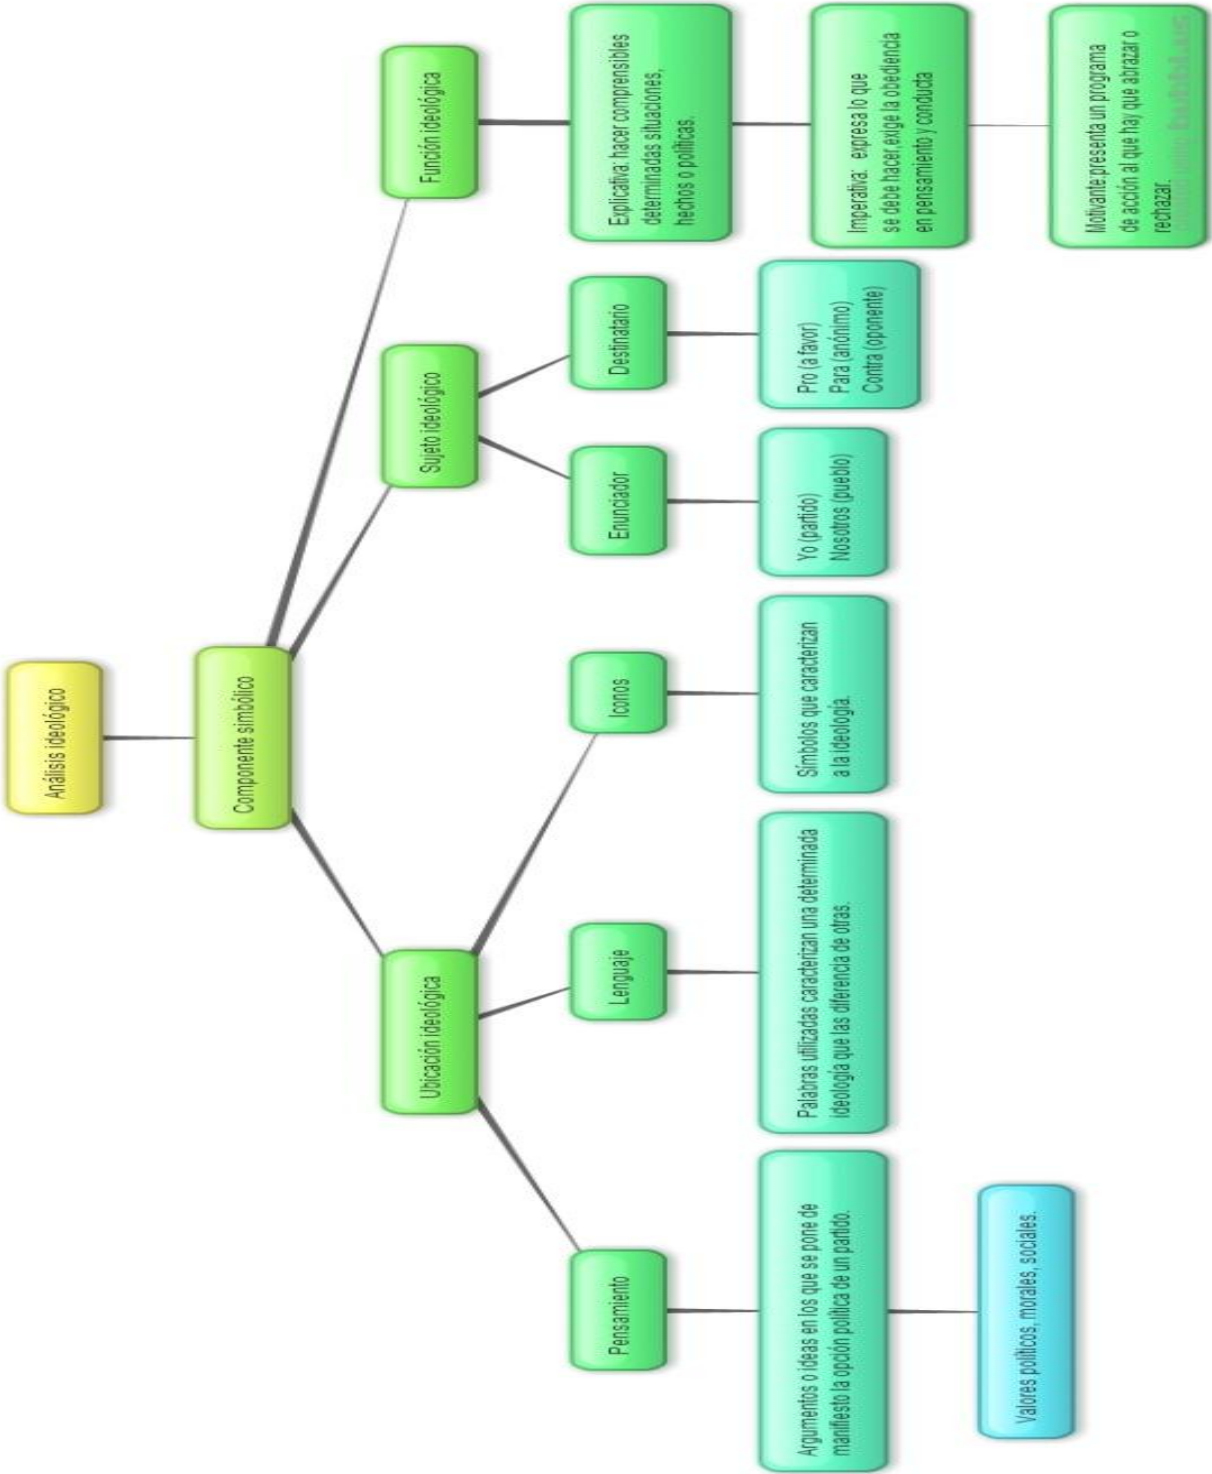 Análisis ideológico
Componente simbólico
Ubicación ideológica
Sujeto ideológico
Función ideológica
Pensamiento
Lenguaje
Iconos
Enunciador
Destinatario
Explicativa: hacer comprensibles
determinadas situaciones,
hechos o políticas.
Argumentos o ideas en los que se pone de
manifiesto la opción política de un partido.
Palabras utilizadas caracterizan una determinada
ideología que las diferencia de otras.
Símbolos que caracterizan
a la ideología.
Yo (partido)
Nosotros (pueblo)
Pro (a favor)
Para (anónimo)
Contra (oponente)
Imperativa: expresa lo que
se debe hacer,exige la obediencia
en pensamiento y conducta
Valores políticos, morales, sociales.
Motivante:presenta un programa
de acción al que hay que abrazar o
rechazar.